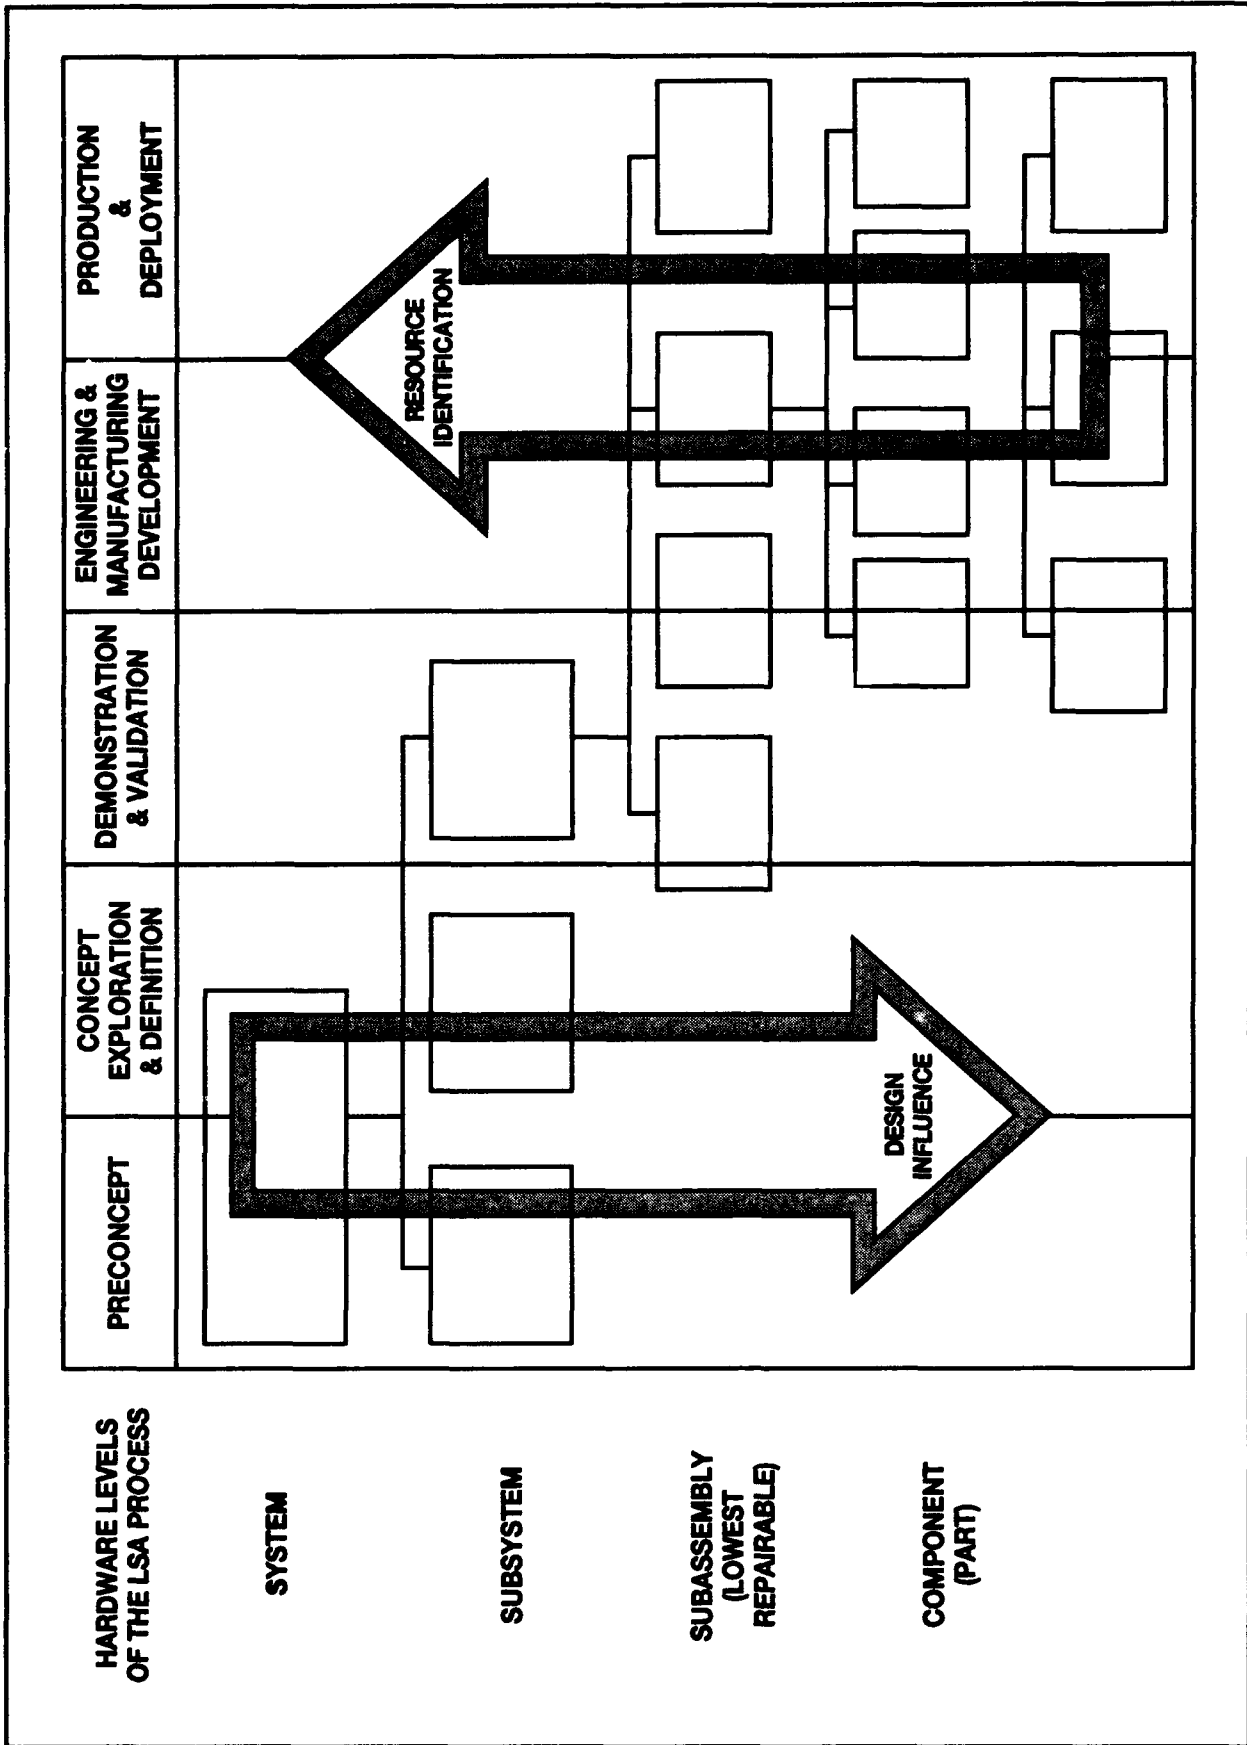 HARDWARE LEVELS
OF THE LSA PROCESS
PRECONCEPT
CONCEPT
EXPLORATION
& DEFINITION
DEMONSTRATION
& VALIDATION
ENGINEERING &
MANUFACTURING
DEVELOPMENT
PRODUCTION
&
DEPLOYMENT
SYSTEM
SUBSYSTEM
SUBASSEMBLY
(LOWEST
REPAIRABLE)
COMPONENT
(PART)
DESIGN
INFLUENCE
RESOURCE
IDENTIFICATION